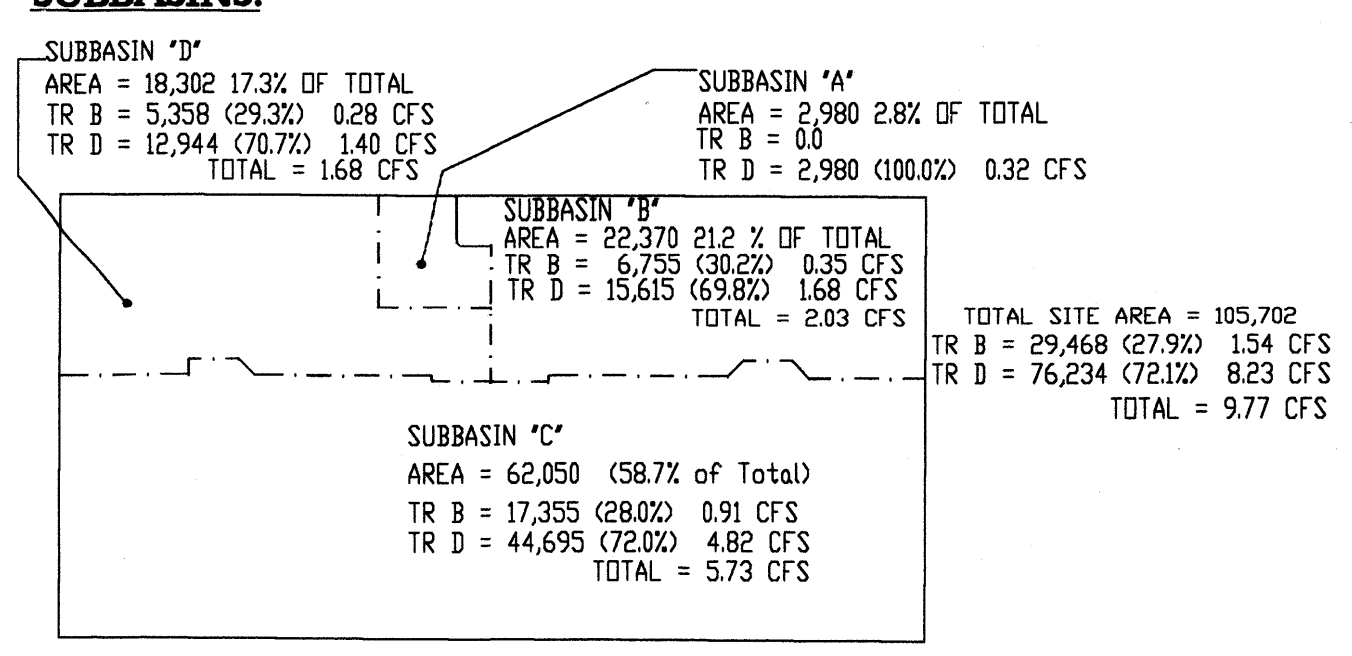 SUBBASINS:
SUBBASIN "D"
AREA = 18,302 17.3% OF TOTAL
TR B = 5,358 (29.3%) 0.28 CFS
TR D = 12,944 (70.7%) 1.40 CFS
TOTAL = 1.68 CFS
SUBBASIN "A"
AREA = 2,980 2.8% OF TOTAL
TR B = 0.0
TR D = 2,980 (100.0%) 0.32 CFS
SUBBASIN "B"
AREA = 22,370 21.2 % OF TOTAL
TR B = 6,755 (30.2%) 0.35 CFS
TR D = 15,615 (69.8%) 1.68 CFS
TOTAL = 2.03 CFS
TOTAL SITE AREA = 105,702
TR B = 29,468 (27.9%) 1.54 CFS
TR D = 76,234 (72.1%) 8.23 CFS
TOTAL = 9.77 CFS
SUBBASIN "C"
AREA = 62,050 (58.7% of Total)
TR B = 17,355 (28.0%) 0.91 CFS
TR D = 44,695 (72.0%) 4.82 CFS
TOTAL = 5.73 CFS